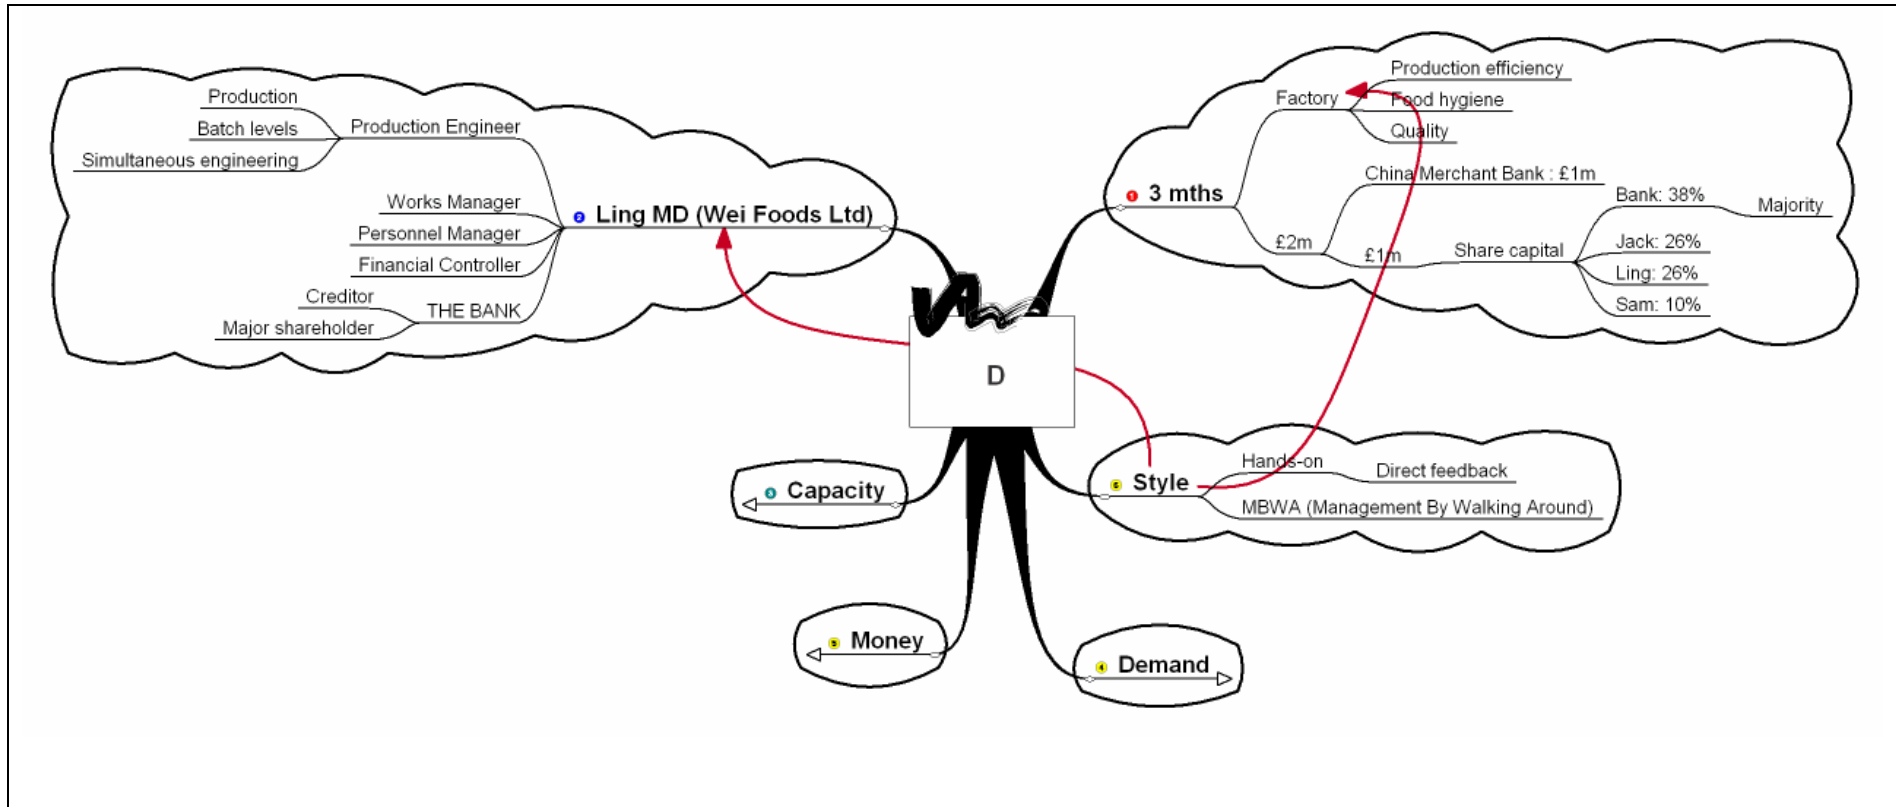 3 mths
Factory
Production efficiency
Food hygiene
Quality
£2m
China Merchant Bank : £1m
£1m
Share capital
Bank: 38%
Majority
Jack: 26%
Ling: 26%
Sam: 10%
Ling MD (Wei Foods Ltd)
Production Engineer
Production
Batch levels
Simultaneous engineering
Works Manager
Personnel Manager
Financial Controller
THE BANK
Creditor
Major shareholder
D
Capacity
Style
Hands-on
Direct feedback
MBWA (Management By Walking Around)
Money
Demand